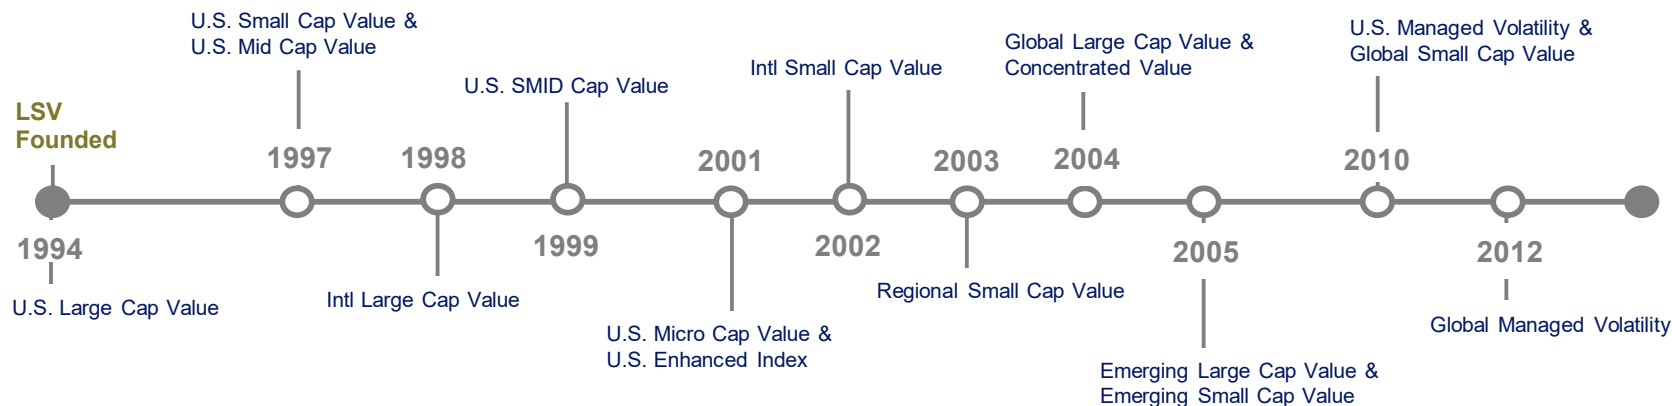 LSV
Founded
1994
U.S. Large Cap Value
U.S. Small Cap Value &
U.S. Mid Cap Value
1997
1998
Intl Large Cap Value
U.S. SMID Cap Value
1999
2001
U.S. Micro Cap Value &
U.S. Enhanced Index
Intl Small Cap Value
2002
2003
Regional Small Cap Value
Global Large Cap Value &
Concentrated Value
2004
2005
Emerging Large Cap Value &
Emerging Small Cap Value
U.S. Managed Volatility &
Global Small Cap Value
2010
2012
Global Managed Volatility